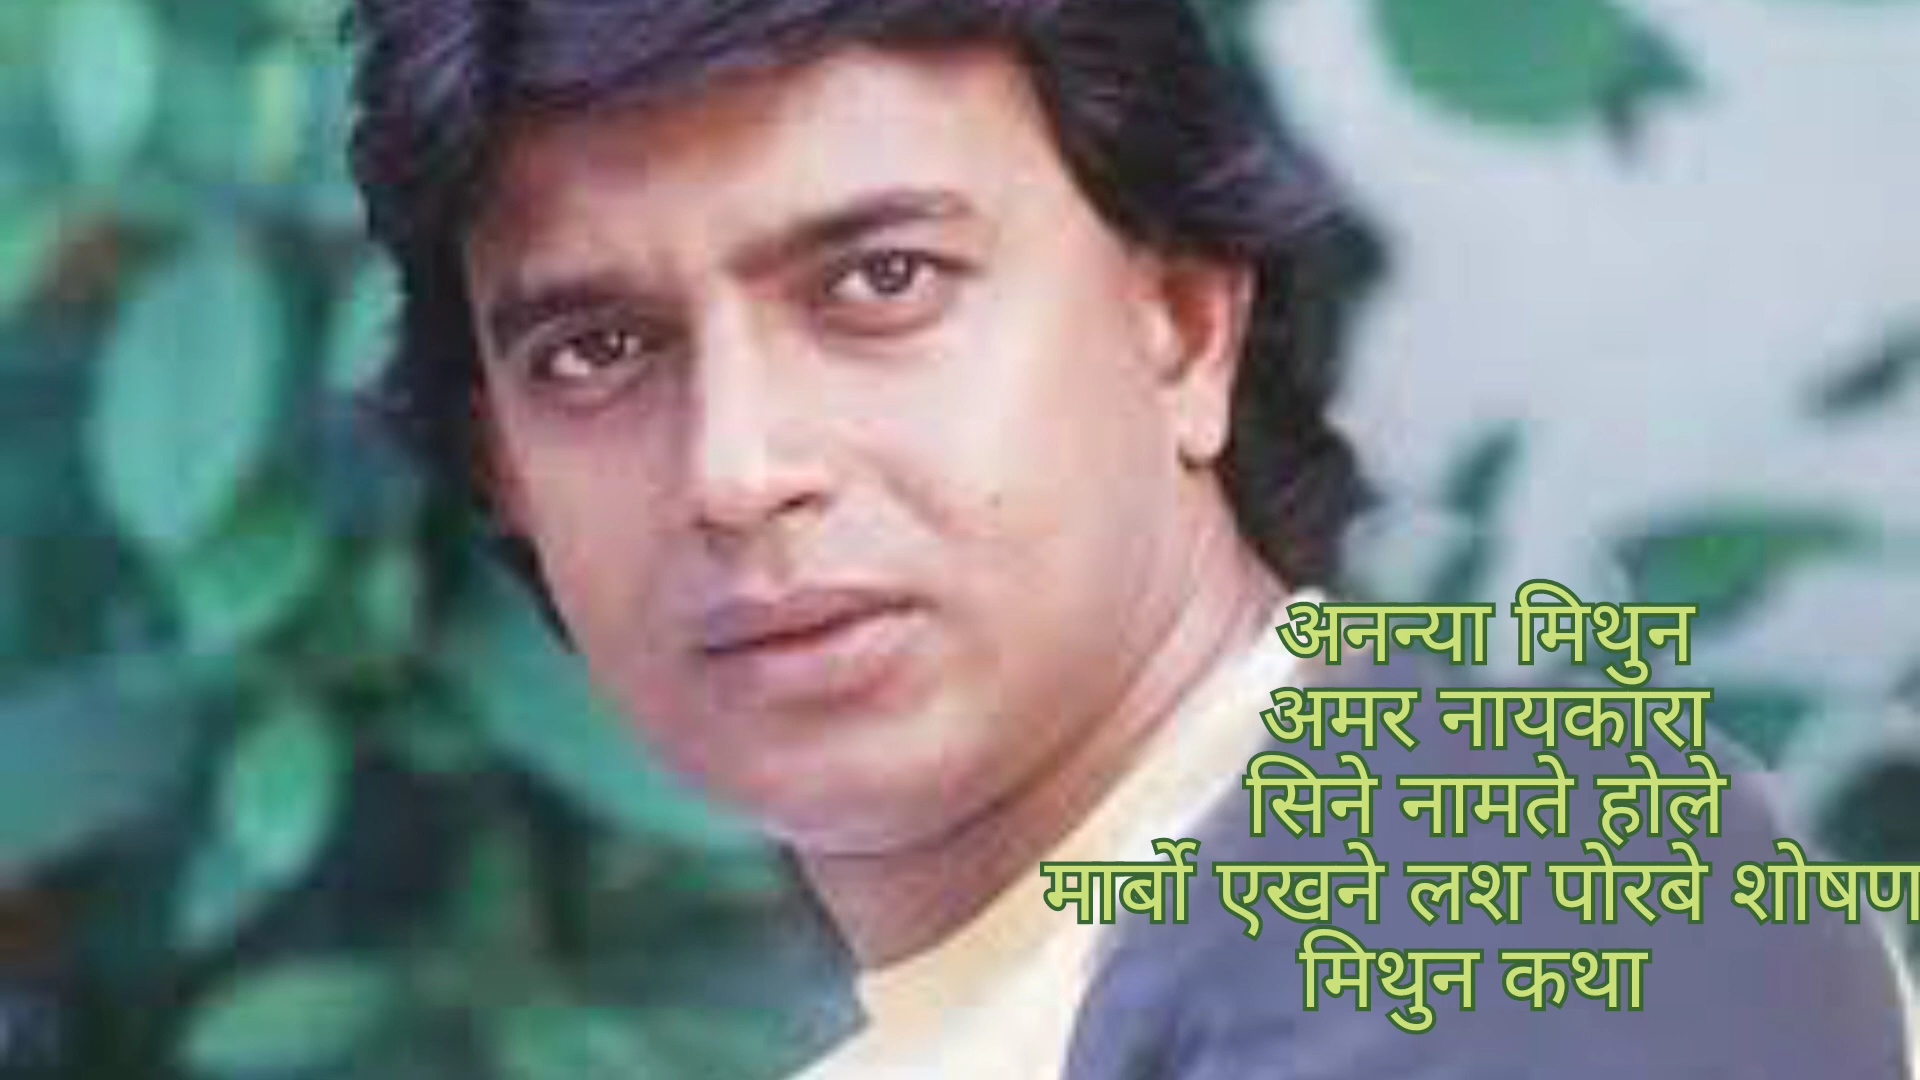 अनन्या मिथुन
अमर नायकारा
सिने नामते होले
मार्बो एखने लश पोरबे शोषण
मिथुन कथा